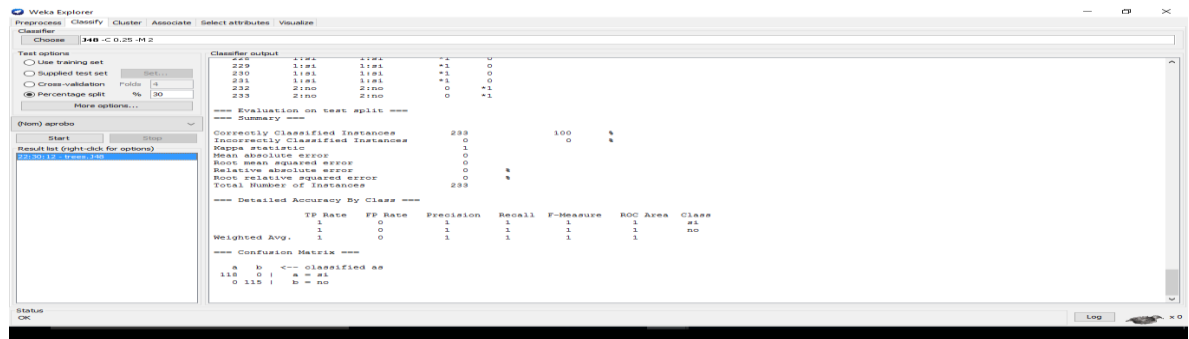 Weka Explorer
Preprocess Classify Cluster Associate Select attributes Visualize
Classifier
Choose J48 -C 0.25 -M 2
Test options
Use training set
Supplied test set Set...
Cross-validation Folds 4
Percentage split % 30
More options...
(Nom) aprobo
Start Stop
Result list (right-click for options)
22:30:12 - trees.J48
Classifier output
229 1:si 1:si *1 0
230 1:si 1:si *1 0
231 1:si 1:si *1 0
232 2:no 2:no 0 *1
233 2:no 2:no 0 *1
=== Evaluation on test split ===
=== Summary ===
Correctly Classified Instances 233 100 %
Incorrectly Classified Instances 0 0 %
Kappa statistic 1
Mean absolute error 0
Root mean squared error 0
Relative absolute error 0 %
Root relative squared error 0 %
Total Number of Instances 233
=== Detailed Accuracy By Class ===
TP Rate FP Rate Precision Recall F-Measure ROC Area Class
1 0 1 1 1 1 si
1 0 1 1 1 1 no
Weighted Avg. 1 0 1 1 1 1
=== Confusion Matrix ===
a b <-- classified as
118 0 | a = si
0 115 | b = no
Status
OK
Log x 0